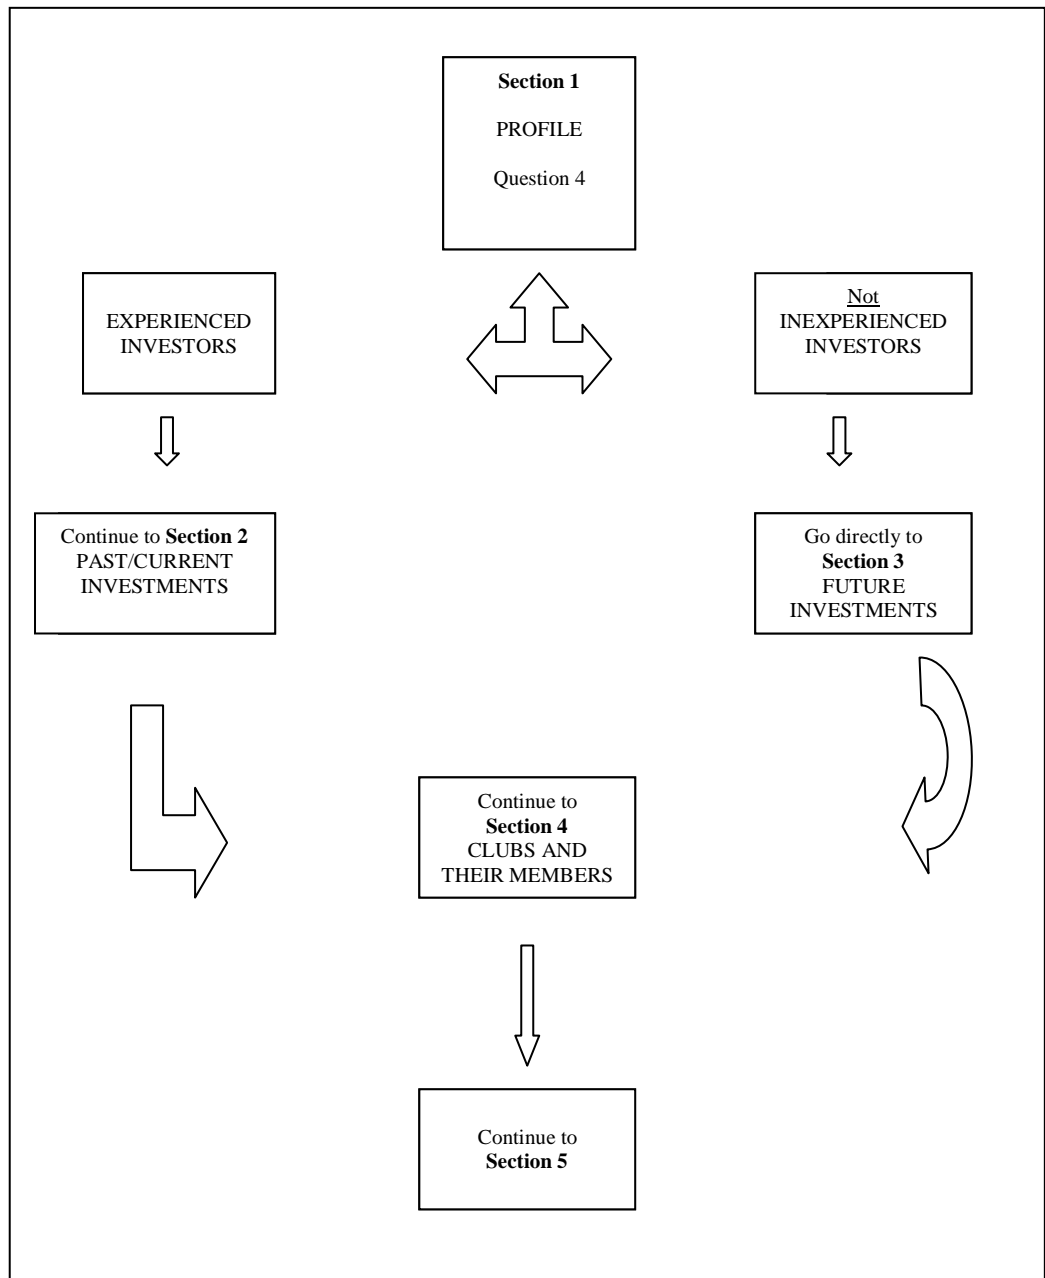 Section 1
PROFILE
Question 4
EXPERIENCED
INVESTORS
Not
INEXPERIENCED
INVESTORS
Continue to Section 2
PAST/CURRENT
INVESTMENTS
Go directly to
Section 3
FUTURE
INVESTMENTS
Continue to
Section 4
CLUBS AND
THEIR MEMBERS
Continue to
Section 5